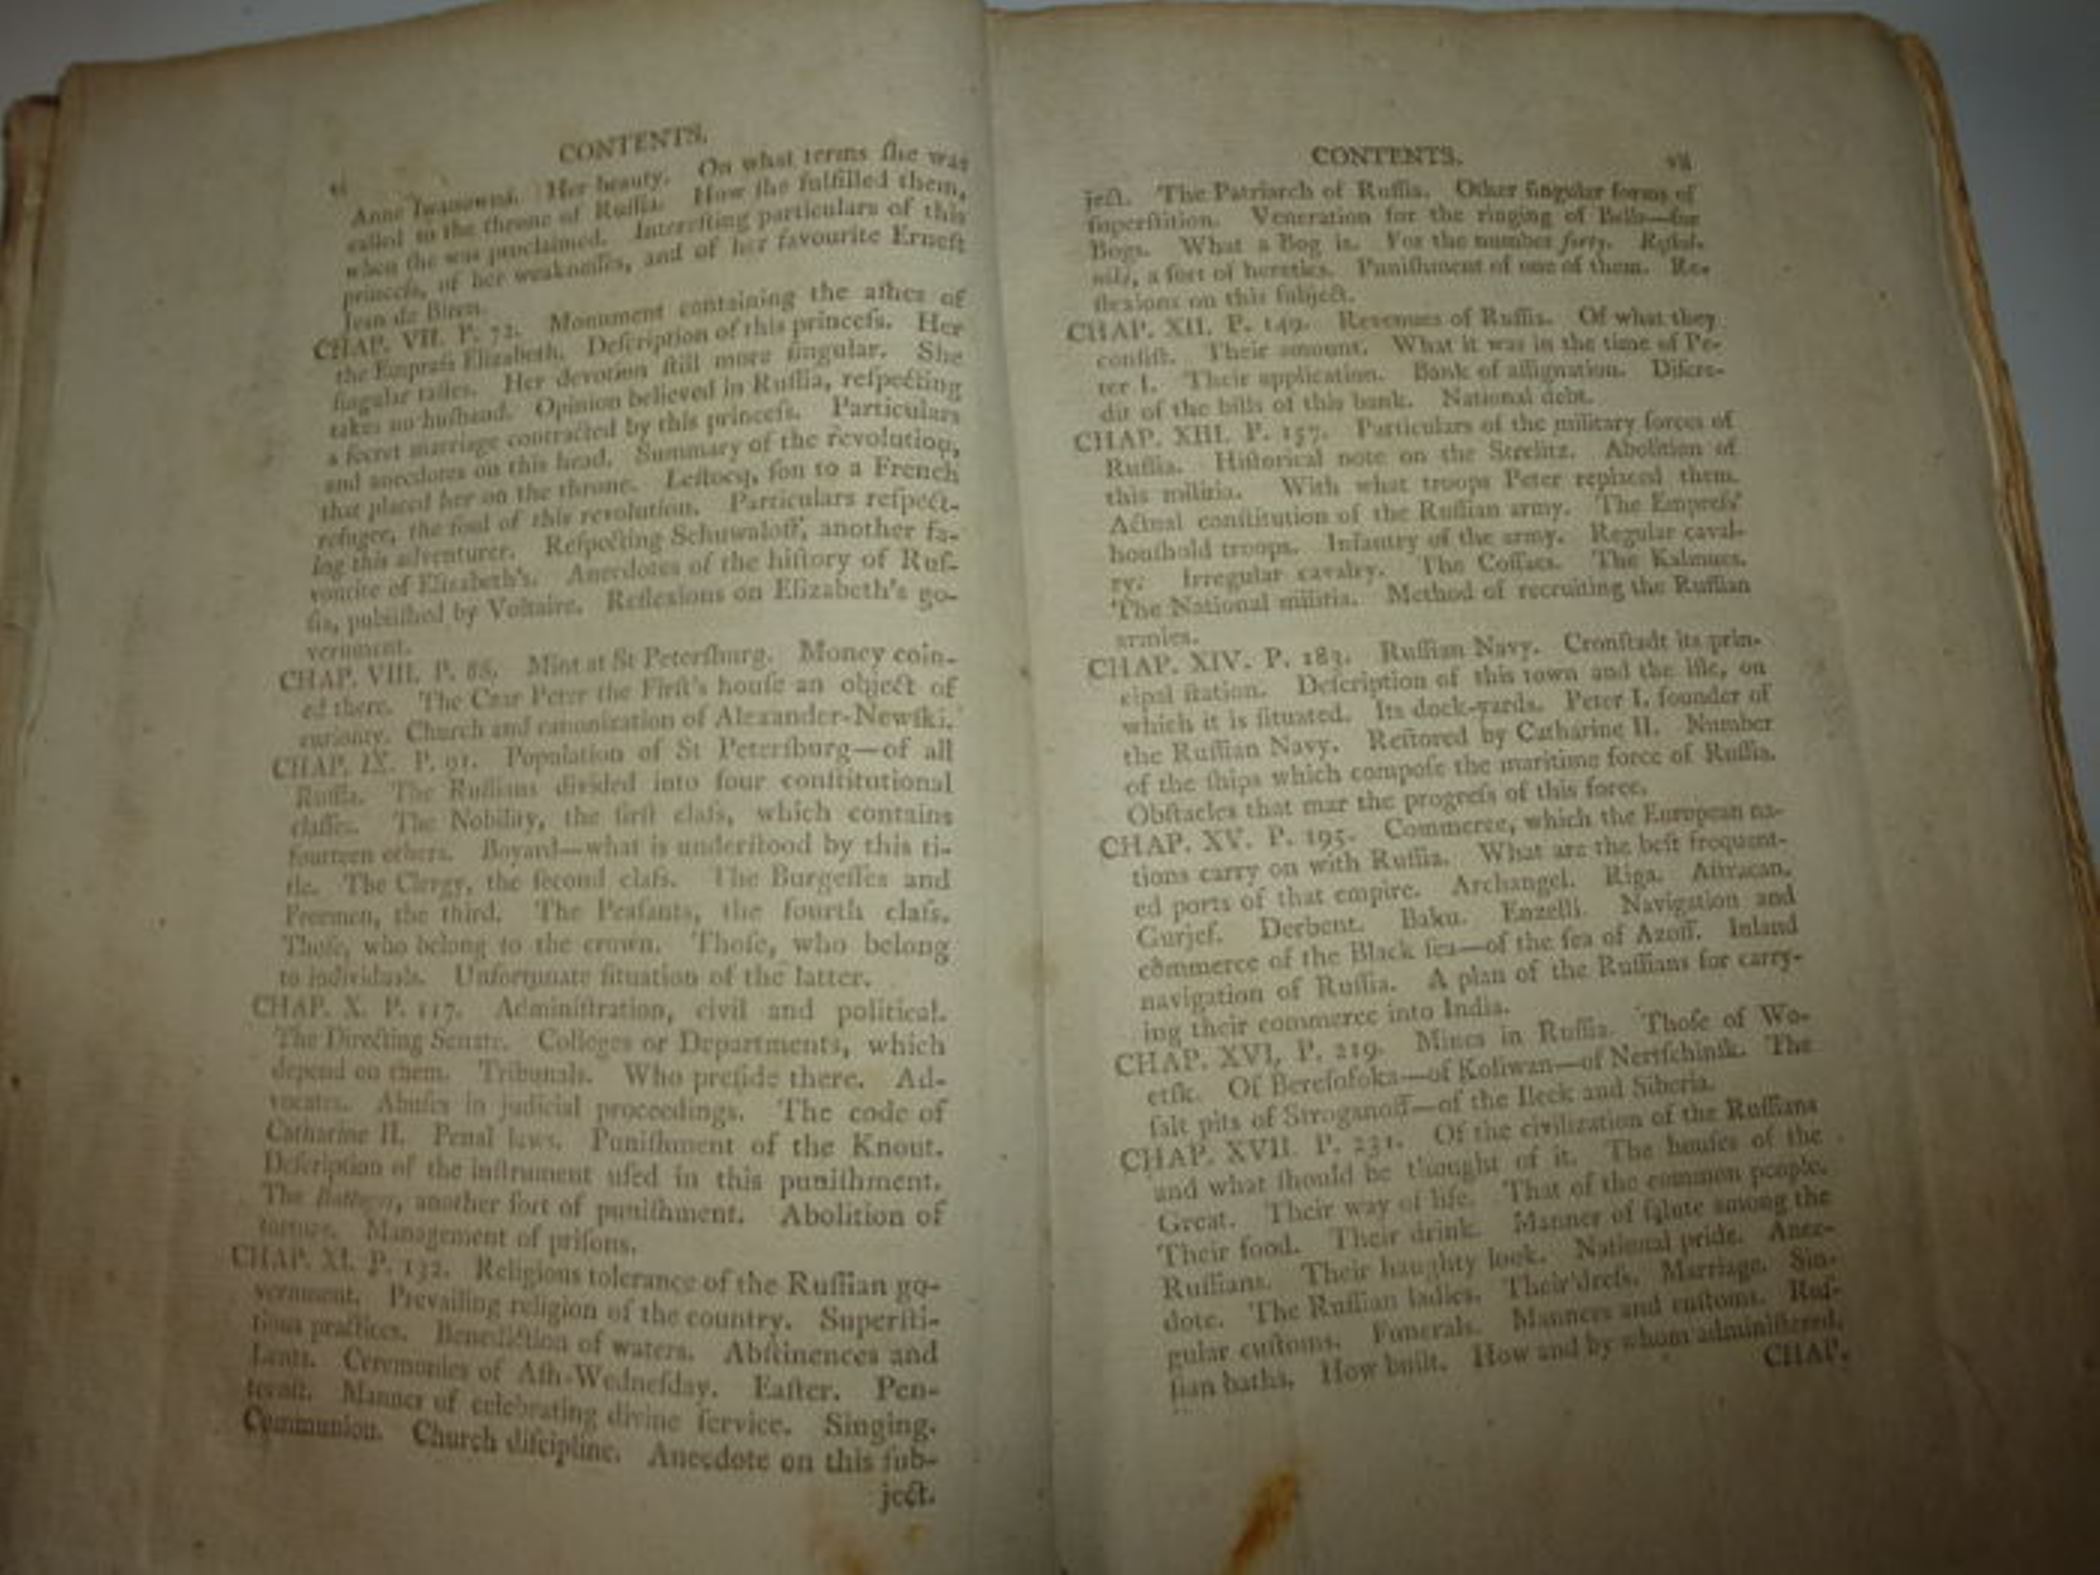 vi
CONTENTS.
Anne Iwanowna. Her beauty. On what terms ſhe was
called to the throne of Ruſſia. How ſhe fulfilled them,
when ſhe was proclaimed. Intereſting particulars of this
princeſs, of her weakneſſes, and of her favourite Erneſt
Jean de Biren.
CHAP. VII. P. 72. Monument containing the aſhes of
the Empreſs Elizabeth. Deſcription of this princeſs. Her
ſingular taſtes. Her devotion ſtill more ſingular. She
takes no huſband. Opinion believed in Ruſſia, reſpecting
a ſecret marriage contracted by this princeſs. Particulars
and anecdotes on this head. Summary of the revolution,
that placed her on the throne. Leſtocq, ſon to a French
refugee, the ſoul of this revolution. Particulars reſpect-
ing this adventurer. Reſpecting Schuwaloff, another fa-
vourite of Elizabeth's. Anecdotes of the hiſtory of Ruſ-
ſia, publiſhed by Voltaire. Reflexions on Elizabeth's go-
vernment.
CHAP. VIII. P. 88. Mint at St Peterſburg. Money coin-
ed there. The Czar Peter the Firſt's houſe an object of
curioſity. Church and canonization of Alexander-Newſki.
CHAP. IX. P. 91. Population of St Peterſburg—of all
Ruſſia. The Ruſſians divided into four conſtitutional
claſſes. The Nobility, the firſt claſs, which contains
fourteen others. Boyard—what is underſtood by this ti-
tle. The Clergy, the ſecond claſs. The Burgeſſes and
Freemen, the third. The Peaſants, the fourth claſs.
Thoſe, who belong to the crown. Thoſe, who belong
to individuals. Unfortunate ſituation of the latter.
CHAP. X. P. 117. Adminiſtration, civil and political.
The Directing Senate. Colleges or Departments, which
depend on them. Tribunals. Who preſide there. Ad-
vocates. Abuſes in judicial proceedings. The code of
Catharine II. Penal laws. Puniſhment of the Knout.
Deſcription of the inſtrument uſed in this puniſhment.
The another ſort of puniſhment. Abolition of
torture. Management of priſons.
CHAP. XI. P. 132. Religious tolerance of the Ruſſian go-
vernment. Prevailing religion of the country. Superſti-
tious practices. Benediction of waters. Abſtinences and
Lents. Ceremonies of Aſh-Wedneſday. Eaſter. Pen-
tecoſt. Manner of celebrating divine ſervice. Singing.
Communion. Church diſcipline. Anecdote on this ſub-
ject.
CONTENTS.
vii
ject. The Patriarch of Ruſſia. Other ſingular forms of
ſuperſtition. Veneration for the ringing of Bells—for
Bogs. What a Bog is. For the number forty. Roſkol-
niks, a ſort of heretics. Puniſhment of one of them. Re-
flexions on this ſubject.
CHAP. XII. P. 149. Revenues of Ruſſia. Of what they
conſiſt. Their amount. What it was in the time of Pe-
ter I. Their application. Bank of aſſignation. Diſcre-
dit of the bills of this bank. National debt.
CHAP. XIII. P. 157. Particulars of the military forces of
Ruſſia. Hiſtorical note on the Strelitz. Abolition of
this militia. With what troops Peter replaced them.
Actual conſtitution of the Ruſſian army. The Empreſs'
houſhold troops. Infantry of the army. Regular caval-
ry. Irregular cavalry. The Coſſacs. The Kalmucs.
The National militia. Method of recruiting the Ruſſian
armies.
CHAP. XIV. P. 183. Ruſſian Navy. Cronſtadt its prin-
cipal ſtation. Deſcription of this town and the iſle, on
which it is ſituated. Its dock-yards. Peter I. founder of
the Ruſſian Navy. Reſtored by Catharine II. Number
of the ſhips which compoſe the maritime force of Ruſſia.
Obſtacles that mar the progreſs of this force.
CHAP. XV. P. 195. Commerce, which the European na-
tions carry on with Ruſſia. What are the beſt frequent-
ed ports of that empire. Archangel. Riga. Aſtracan.
Gurjef. Derbent. Baku. Enzelli. Navigation and
commerce of the Black ſea—of the ſea of Azoff. Inland
navigation of Ruſſia. A plan of the Ruſſians for carry-
ing their commerce into India.
CHAP. XVI. P. 219. Mines in Ruſſia. Thoſe of Wo-
etſk. Of Bereſofska—of Koliwan—of Nertſchinſk. The
ſalt pits of Stroganoff—of the Ileck and Siberia.
CHAP. XVII. P. 231. Of the civilization of the Ruſſians
and what ſhould be thought of it. The houſes of the
Great. Their way of life. That of the common people.
Their food. Their drink. Manner of ſalute among the
Ruſſians. Their haughty look. National pride. Anec-
dote. The Ruſſian ladies. Their dreſs. Marriage. Sin-
gular cuſtoms. Funerals. Manners and cuſtoms. Ruſ-
ſian baths. How built. How and by whom adminiſtered.
CHAP.